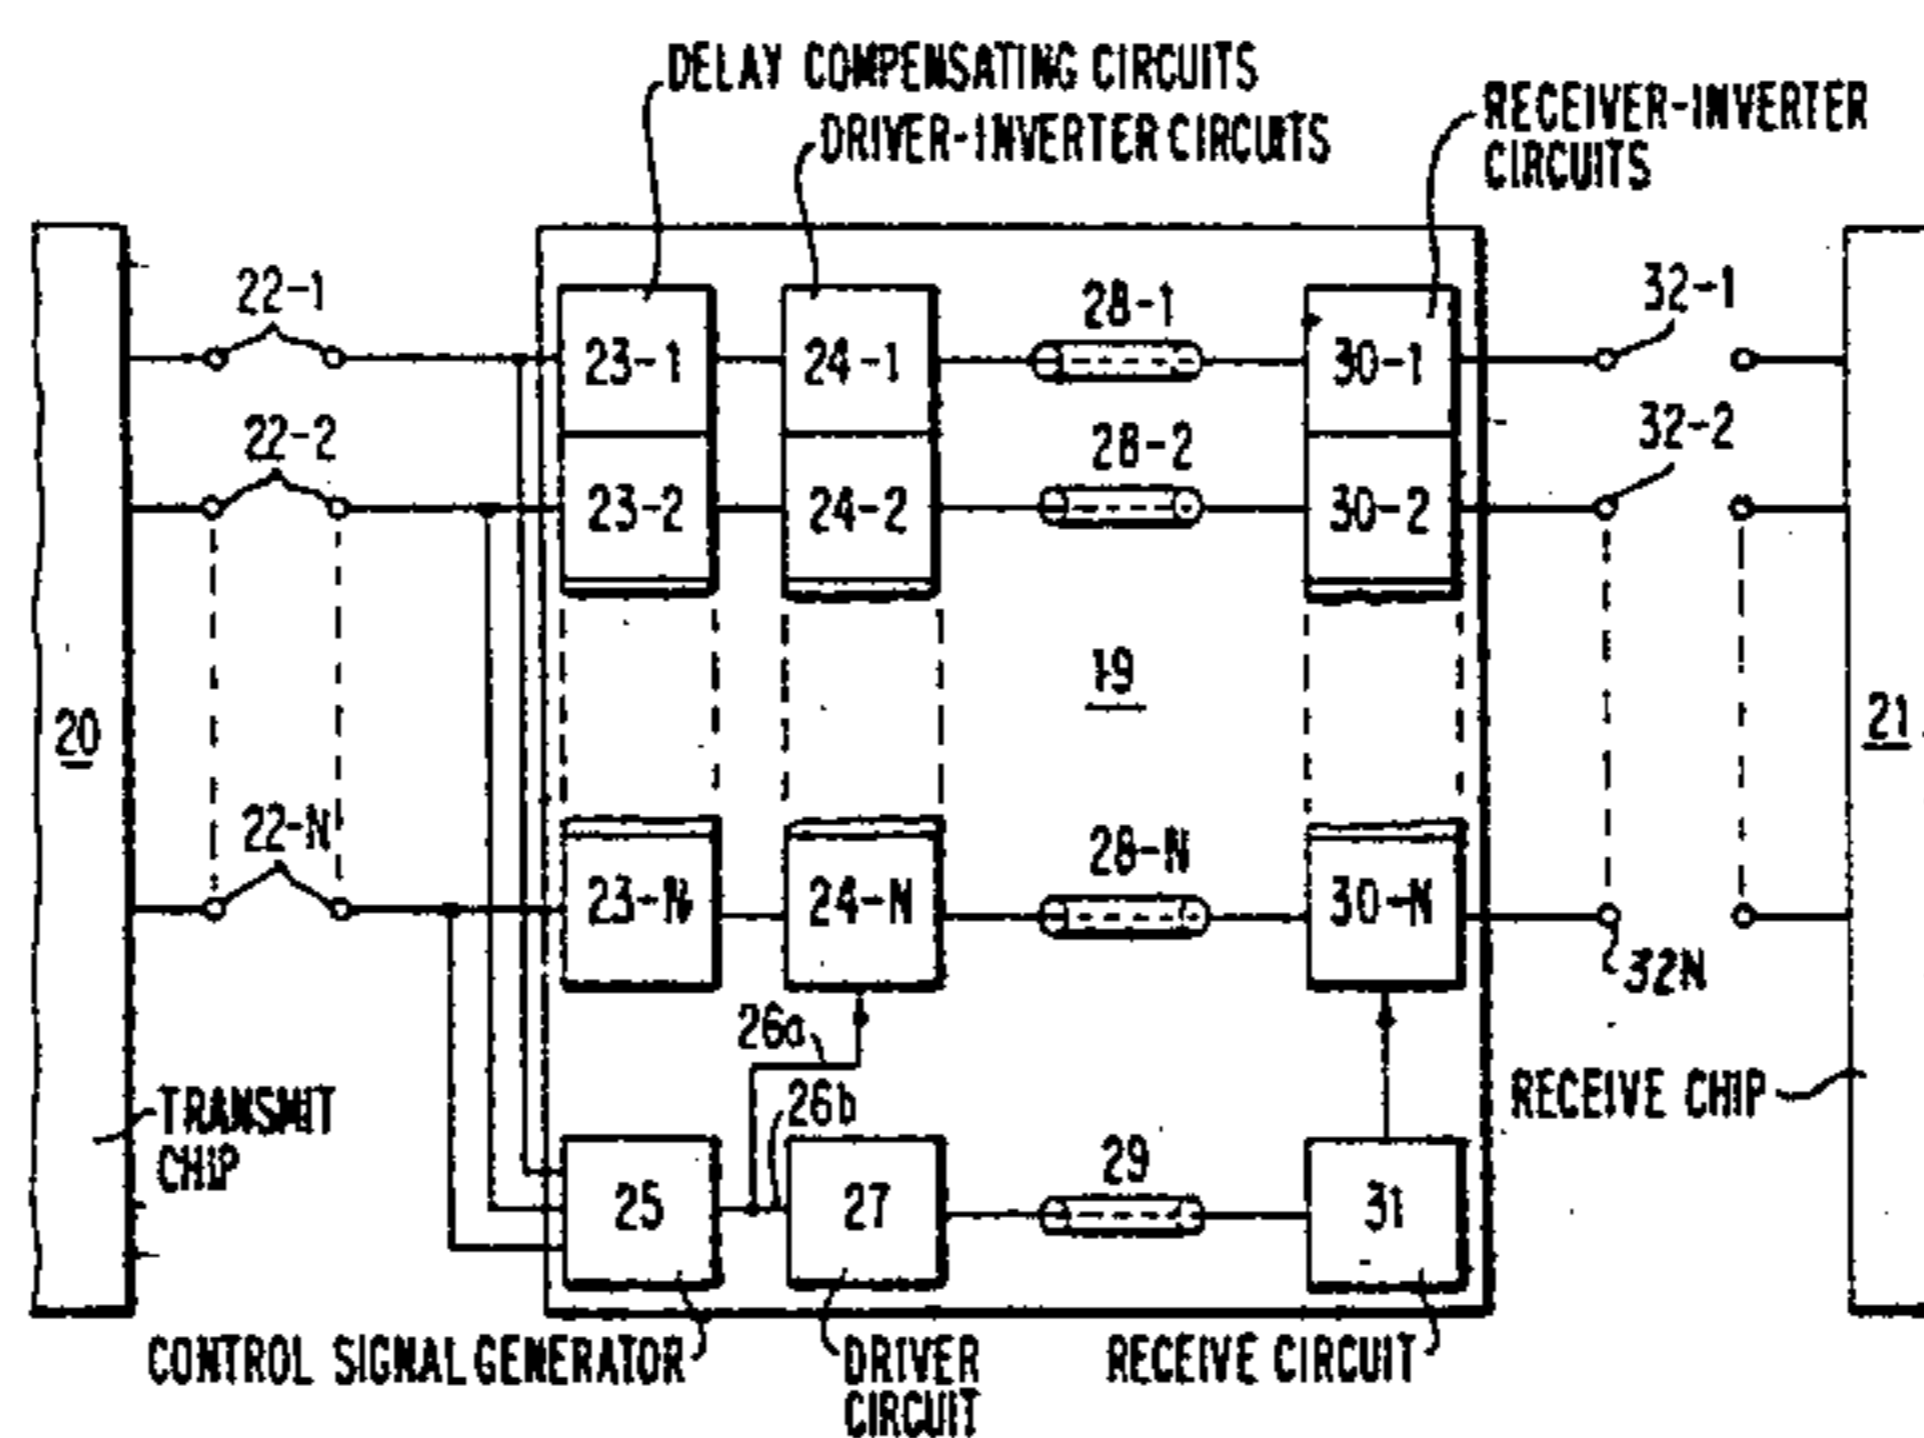 DELAY COMPENSATING CIRCUITS
DRIVER-INVERTER CIRCUITS
RECEIVER-INVERTER
CIRCUITS
22-1
23-1
24-1
28-1
30-1
32-1
22-2
23-2
24-2
28-2
30-2
32-2
19
20
21
22-N
23-N
24-N
28-N
30-N
32N
26a
26b
TRANSMIT
CHIP
RECEIVE CHIP
25
27
29
31
CONTROL SIGNAL GENERATOR
DRIVER
CIRCUIT
RECEIVE CIRCUIT